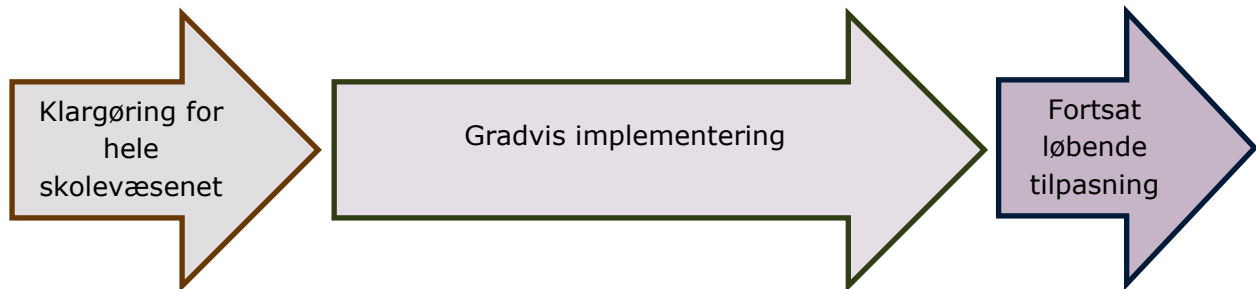 Klargøring for
hele
skolevæsenet
Gradvis implementering
Fortsat
løbende
tilpasning